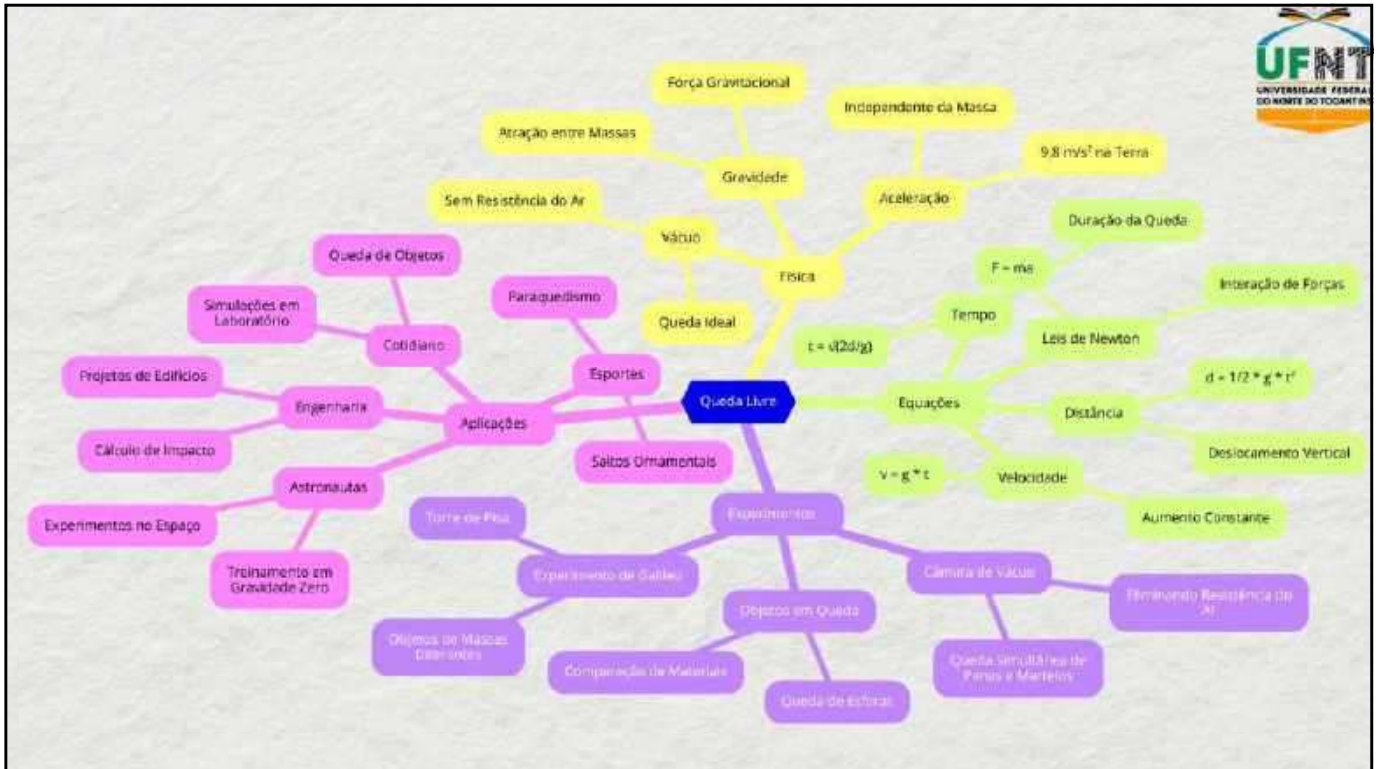 UFNT
UNIVERSIDADE FEDERAL
DO NORTE DO TOCANTINS
Força Gravitacional
Independente da Massa
Atração entre Massas
9,8 m/s² na Terra
Gravidade
Aceleração
Sem Resistência do Ar
Vácuo
Física
Queda Ideal
Duração da Queda
F = ma
Interação de Forças
Tempo
Leis de Newton
t = √(2d/g)
d = 1/2 * g * t²
Equações
Distância
Deslocamento Vertical
v = g * t
Velocidade
Aumento Constante
Queda Livre
Queda de Objetos
Simulações em
Laboratório
Cotidiano
Paraquedismo
Esportes
Saltos Ornamentais
Projetos de Edifícios
Engenharia
Aplicações
Cálculo de Impacto
Astronautas
Experimentos no Espaço
Treinamento em
Gravidade Zero
Experimentos
Torre de Pisa
Experimento de Galileu
Objetos de Massas
Diferentes
Objetos em Queda
Comparação de Materiais
Queda de Esferas
Câmara de Vácuo
Eliminando Resistência do
Ar
Queda Simultânea de
Penas e Martelos